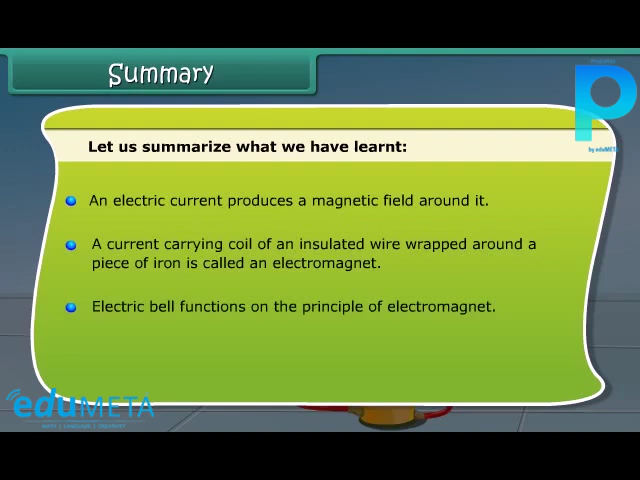 Summary
P
by eduMETA
Let us summarize what we have learnt:
An electric current produces a magnetic field around it.
A current carrying coil of an insulated wire wrapped around a
piece of iron is called an electromagnet.
Electric bell functions on the principle of electromagnet.
eduMETA